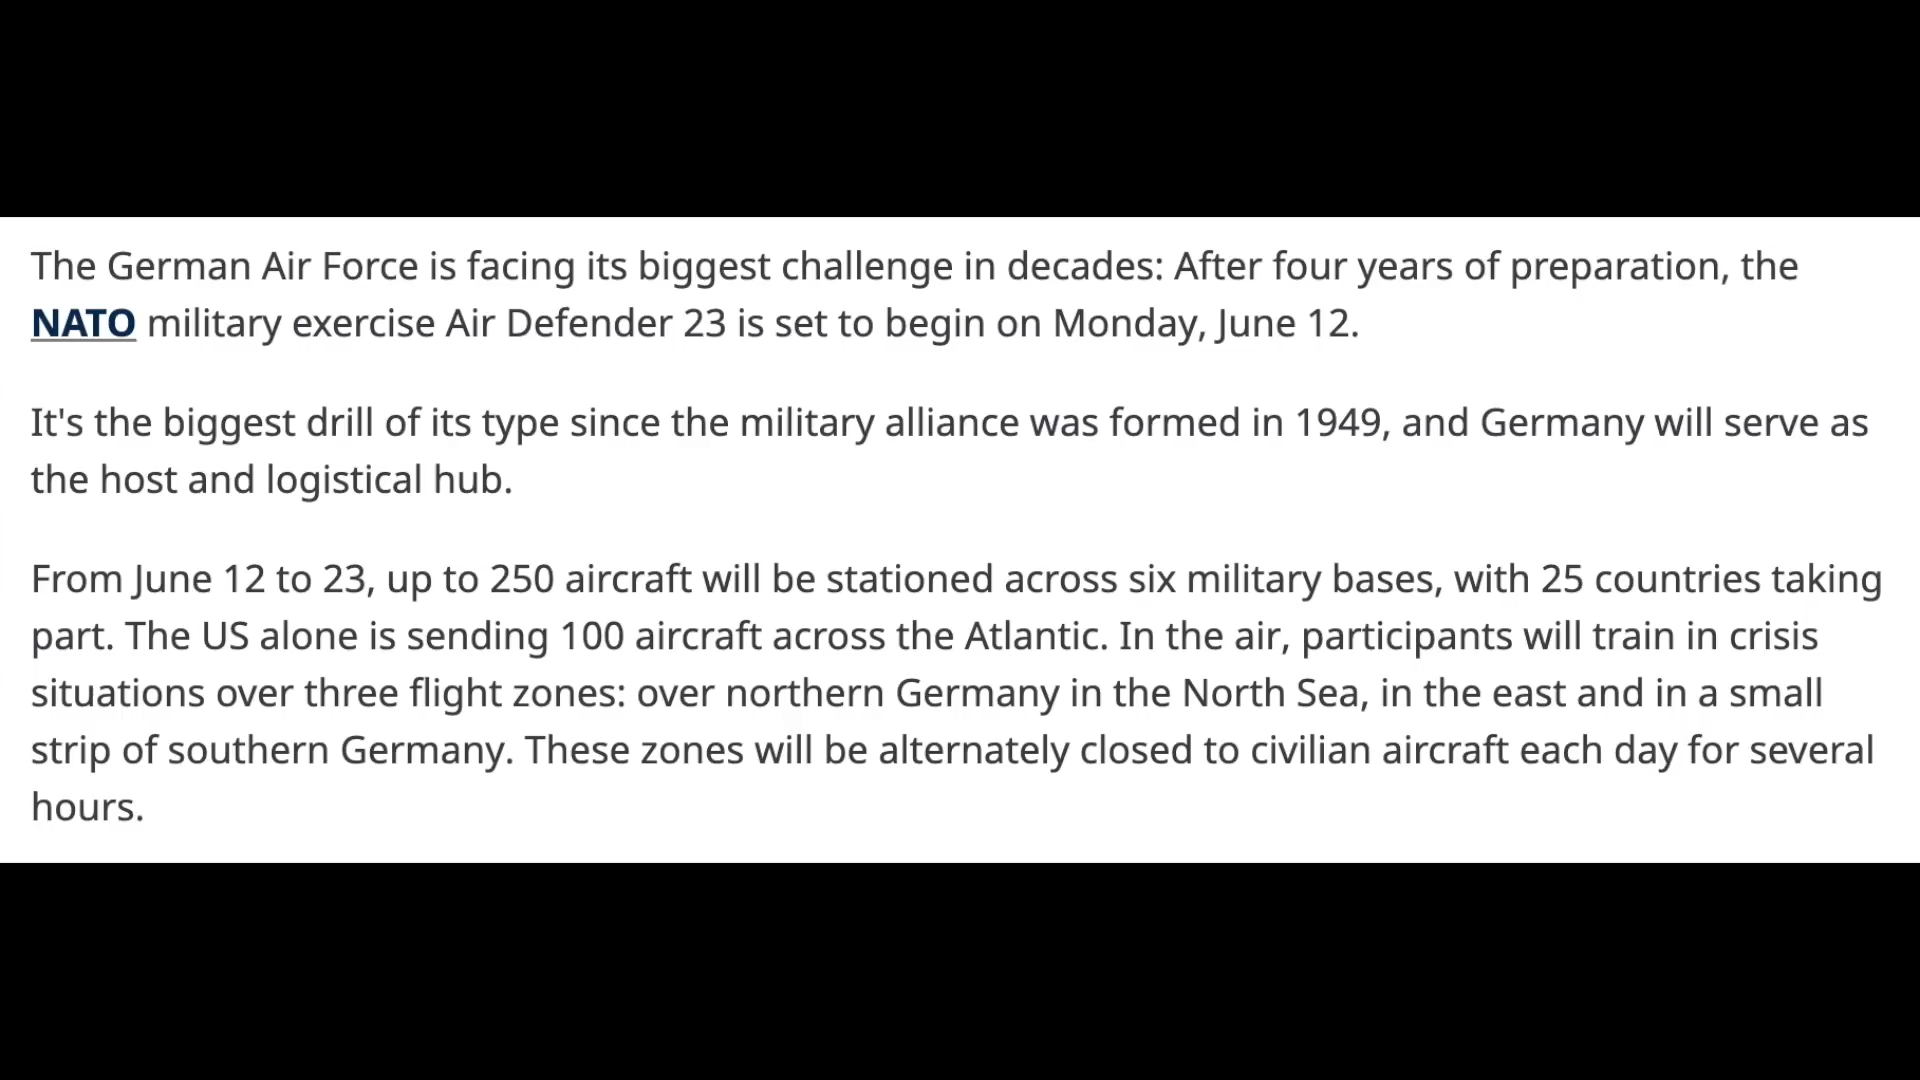 The German Air Force is facing its biggest challenge in decades: After four years of preparation, the
NATO military exercise Air Defender 23 is set to begin on Monday, June 12.
It's the biggest drill of its type since the military alliance was formed in 1949, and Germany will serve as
the host and logistical hub.
From June 12 to 23, up to 250 aircraft will be stationed across six military bases, with 25 countries taking
part. The US alone is sending 100 aircraft across the Atlantic. In the air, participants will train in crisis
situations over three flight zones: over northern Germany in the North Sea, in the east and in a small
strip of southern Germany. These zones will be alternately closed to civilian aircraft each day for several
hours.